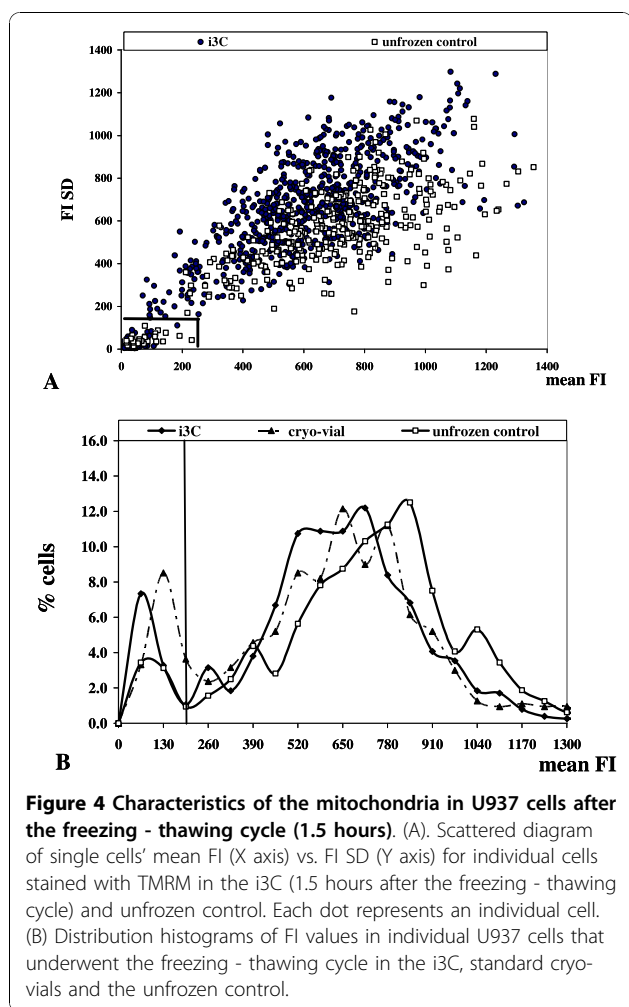 i3C unfrozen control
1400
1200
1000
800
600
400
200
0
FI SD
0 200 400 600 800 1000 1200 1400
A mean FI
i3C cryo-vial unfrozen control
16.0
14.0
12.0
10.0
8.0
6.0
4.0
2.0
0.0
% cells
0 130 260 390 520 650 780 910 1040 1170 1300
B mean FI
Figure 4 Characteristics of the mitochondria in U937 cells after
the freezing - thawing cycle (1.5 hours). (A). Scattered diagram
of single cells' mean FI (X axis) vs. FI SD (Y axis) for individual cells
stained with TMRM in the i3C (1.5 hours after the freezing - thawing
cycle) and unfrozen control. Each dot represents an individual cell.
(B) Distribution histograms of FI values in individual U937 cells that
underwent the freezing - thawing cycle in the i3C, standard cryo-
vials and the unfrozen control.